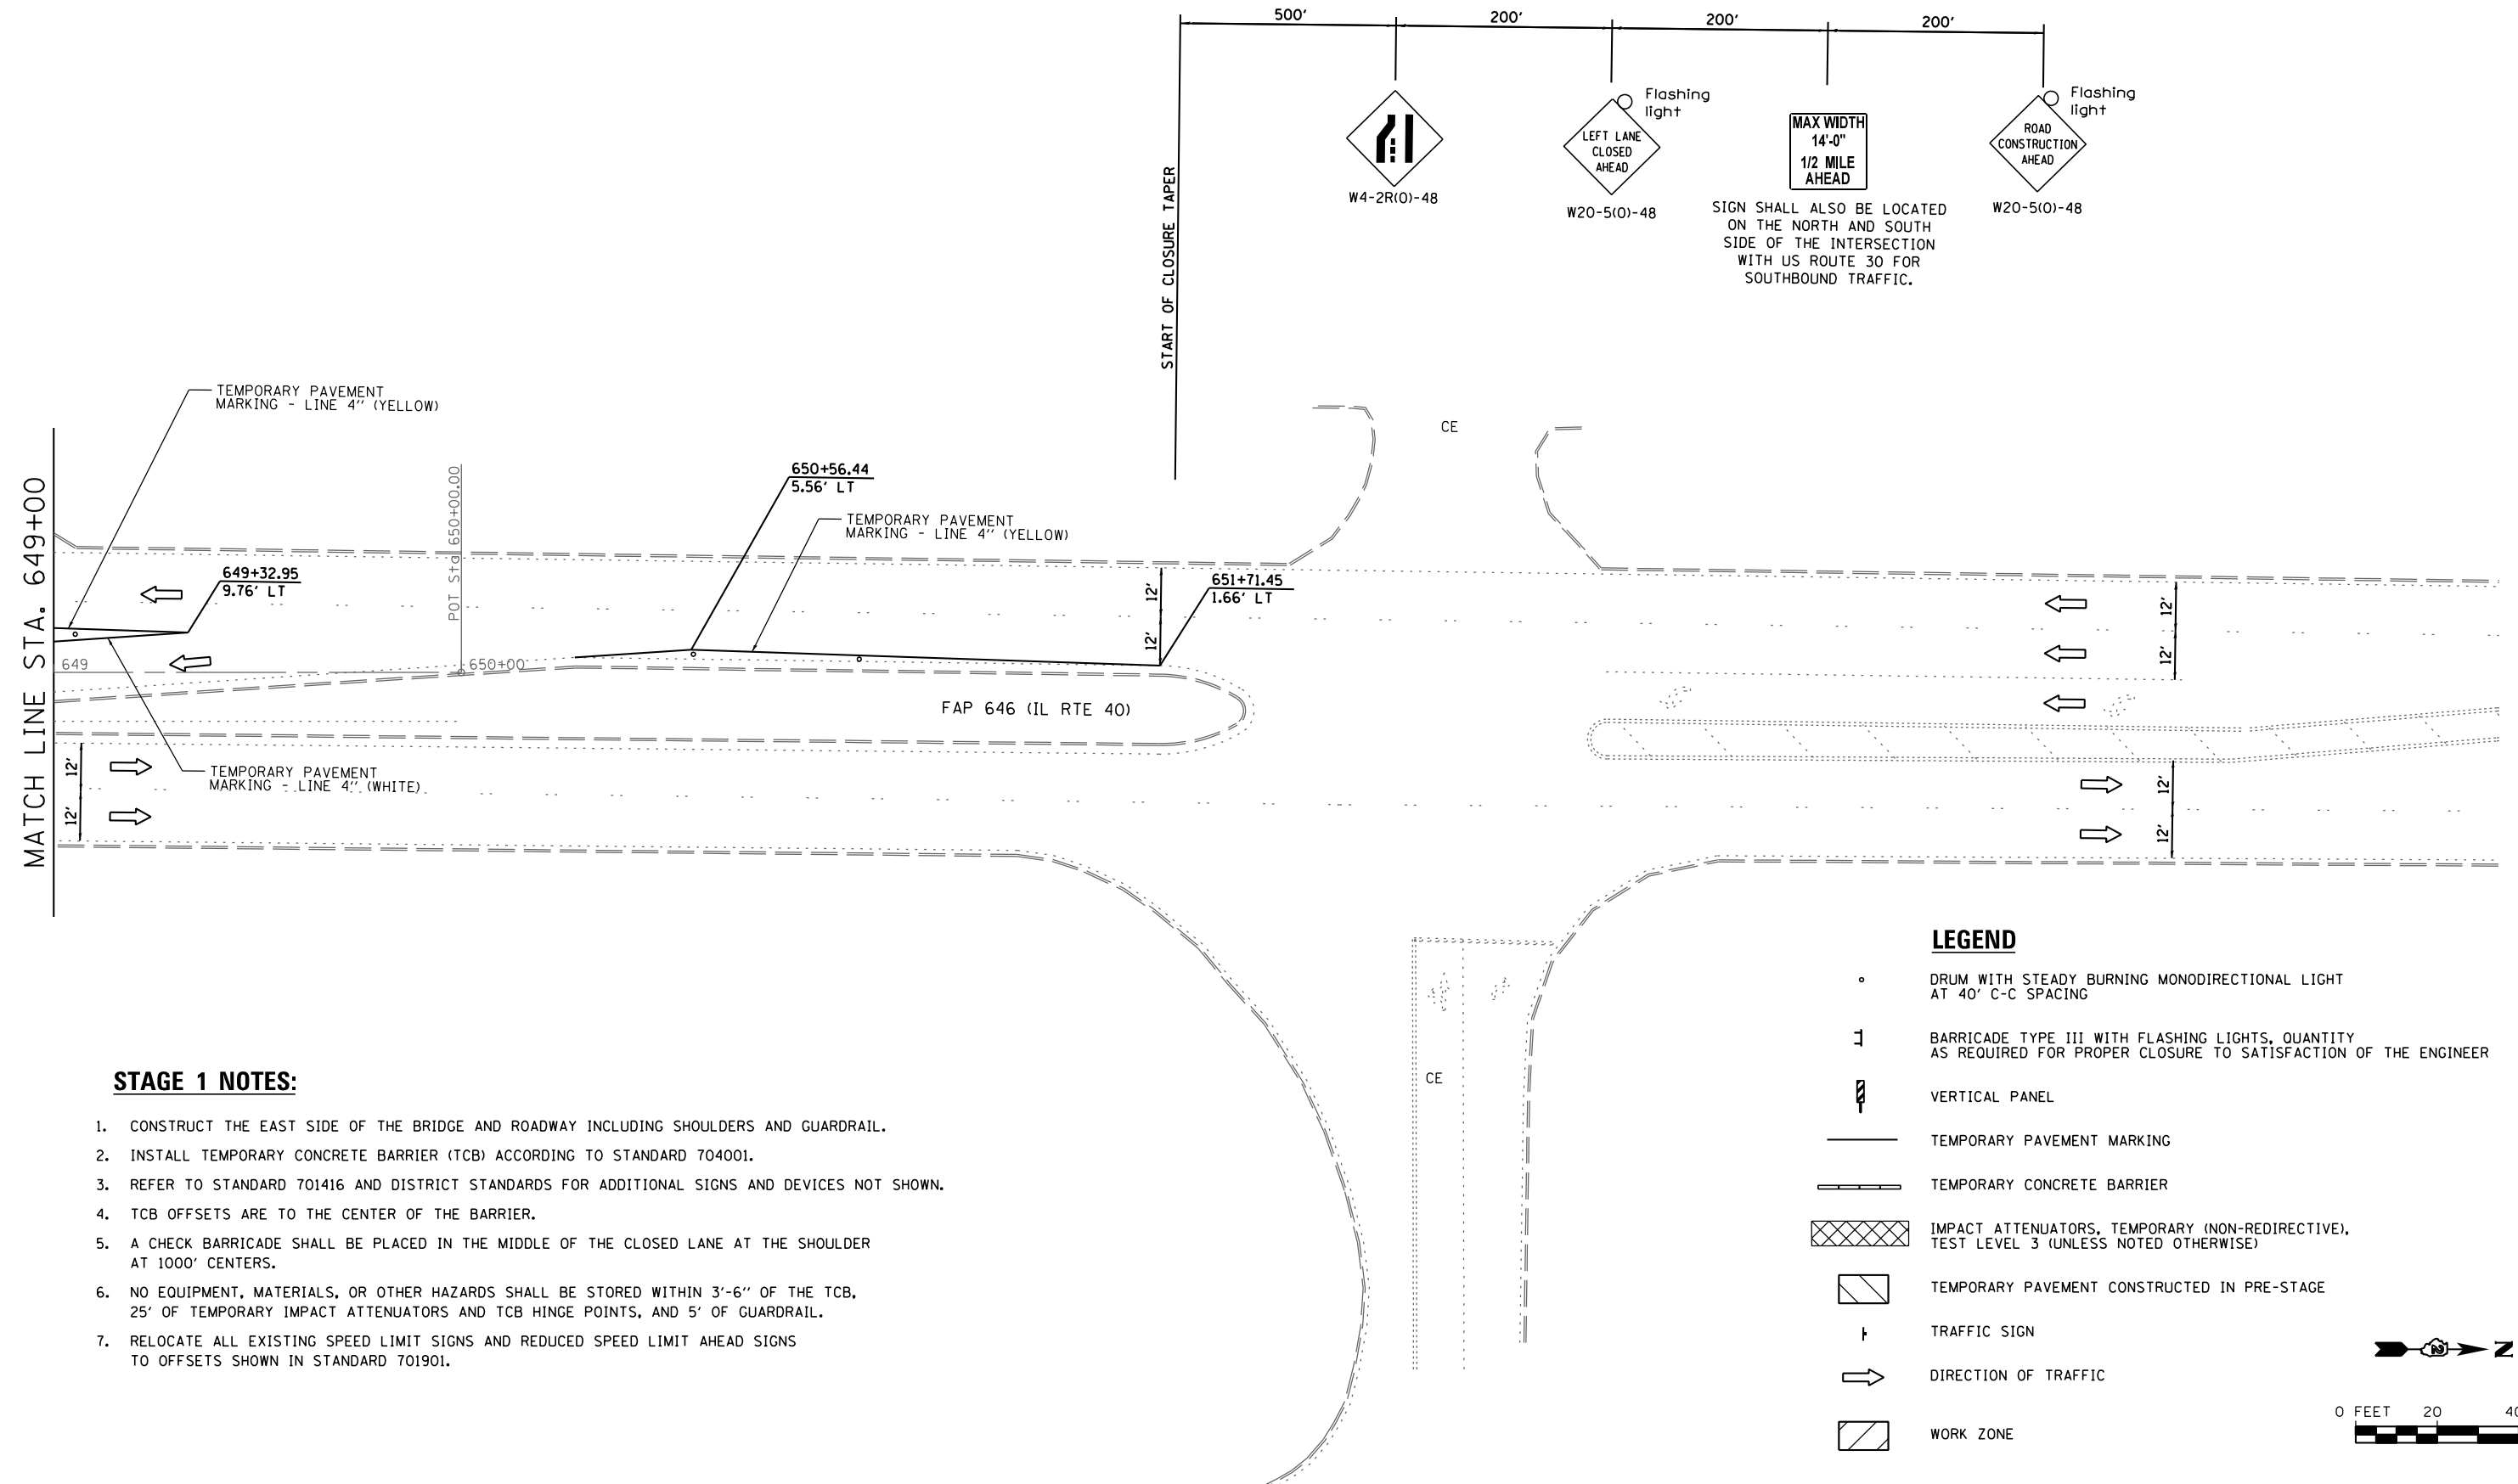 500'
200'
200'
200'
START OF CLOSURE TAPER
W4-2R(O)-48
Flashing
light
LEFT LANE
CLOSED
AHEAD
W20-5(O)-48
MAX WIDTH
14'-0"
1/2 MILE
AHEAD
SIGN SHALL ALSO BE LOCATED
ON THE NORTH AND SOUTH
SIDE OF THE INTERSECTION
WITH US ROUTE 30 FOR
SOUTHBOUND TRAFFIC.
Flashing
light
ROAD
CONSTRUCTION
AHEAD
W20-5(O)-48
MATCH LINE STA. 649+00
TEMPORARY PAVEMENT
MARKING - LINE 4" (YELLOW)
649+32.95
9.76' LT
POT Sta 650+00.00
650+56.44
5.56' LT
TEMPORARY PAVEMENT
MARKING - LINE 4" (YELLOW)
651+71.45
1.66' LT
CE
12'
12'
12'
12'
649
650+00
FAP 646 (IL RTE 40)
12'
12'
TEMPORARY PAVEMENT
MARKING - LINE 4" (WHITE)
12'
12'
CE
STAGE 1 NOTES:
1. CONSTRUCT THE EAST SIDE OF THE BRIDGE AND ROADWAY INCLUDING SHOULDERS AND GUARDRAIL.
2. INSTALL TEMPORARY CONCRETE BARRIER (TCB) ACCORDING TO STANDARD 704001.
3. REFER TO STANDARD 701416 AND DISTRICT STANDARDS FOR ADDITIONAL SIGNS AND DEVICES NOT SHOWN.
4. TCB OFFSETS ARE TO THE CENTER OF THE BARRIER.
5. A CHECK BARRICADE SHALL BE PLACED IN THE MIDDLE OF THE CLOSED LANE AT THE SHOULDER
AT 1000' CENTERS.
6. NO EQUIPMENT, MATERIALS, OR OTHER HAZARDS SHALL BE STORED WITHIN 3'-6" OF THE TCB,
25' OF TEMPORARY IMPACT ATTENUATORS AND TCB HINGE POINTS, AND 5' OF GUARDRAIL.
7. RELOCATE ALL EXISTING SPEED LIMIT SIGNS AND REDUCED SPEED LIMIT AHEAD SIGNS
TO OFFSETS SHOWN IN STANDARD 701901.
LEGEND
DRUM WITH STEADY BURNING MONODIRECTIONAL LIGHT
AT 40' C-C SPACING
BARRICADE TYPE III WITH FLASHING LIGHTS, QUANTITY
AS REQUIRED FOR PROPER CLOSURE TO SATISFACTION OF THE ENGINEER
VERTICAL PANEL
TEMPORARY PAVEMENT MARKING
TEMPORARY CONCRETE BARRIER
IMPACT ATTENUATORS, TEMPORARY (NON-REDIRECTIVE),
TEST LEVEL 3 (UNLESS NOTED OTHERWISE)
TEMPORARY PAVEMENT CONSTRUCTED IN PRE-STAGE
TRAFFIC SIGN
DIRECTION OF TRAFFIC
WORK ZONE
2
N
0 FEET 20